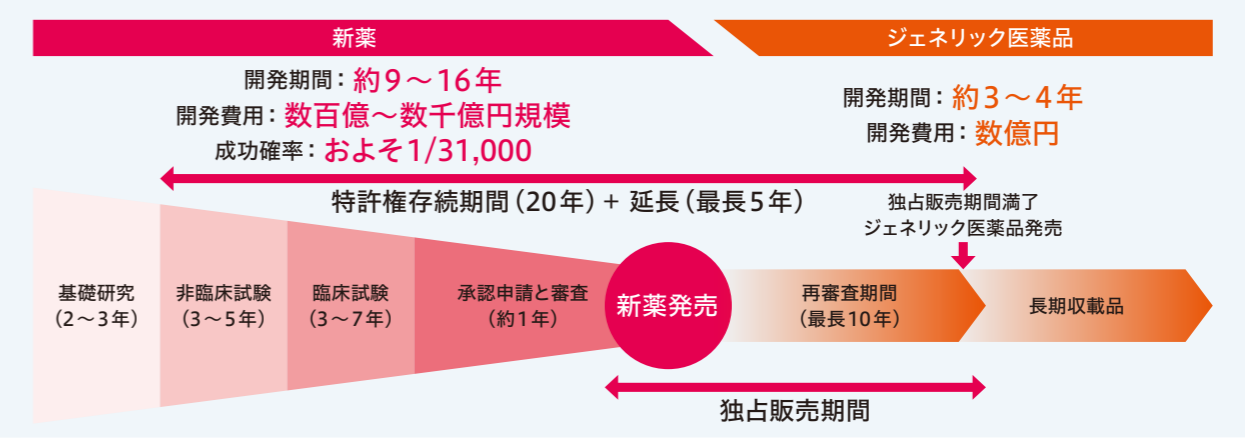 新薬
ジェネリック医薬品
開発期間：約9～16年
開発費用：数百億～数千億円規模
成功確率：およそ1/31,000
開発期間：約3～4年
開発費用：数億円
特許権存続期間（20年）＋ 延長（最長5年）
独占販売期間満了
ジェネリック医薬品発売
基礎研究
（2～3年）
非臨床試験
（3～5年）
臨床試験
（3～7年）
承認申請と審査
（約1年）
新薬発売
再審査期間
（最長10年）
長期収載品
独占販売期間